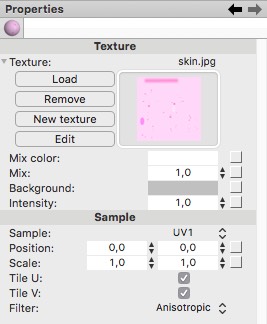 Properties
Texture
Texture: skin.jpg
Load
Remove
New texture
Edit
Mix color:
Mix: 1,0
Background:
Intensity: 1,0
Sample
Sample: UV1
Position: 0,0 0,0
Scale: 1,0 1,0
Tile U:
Tile V:
Filter: Anisotropic